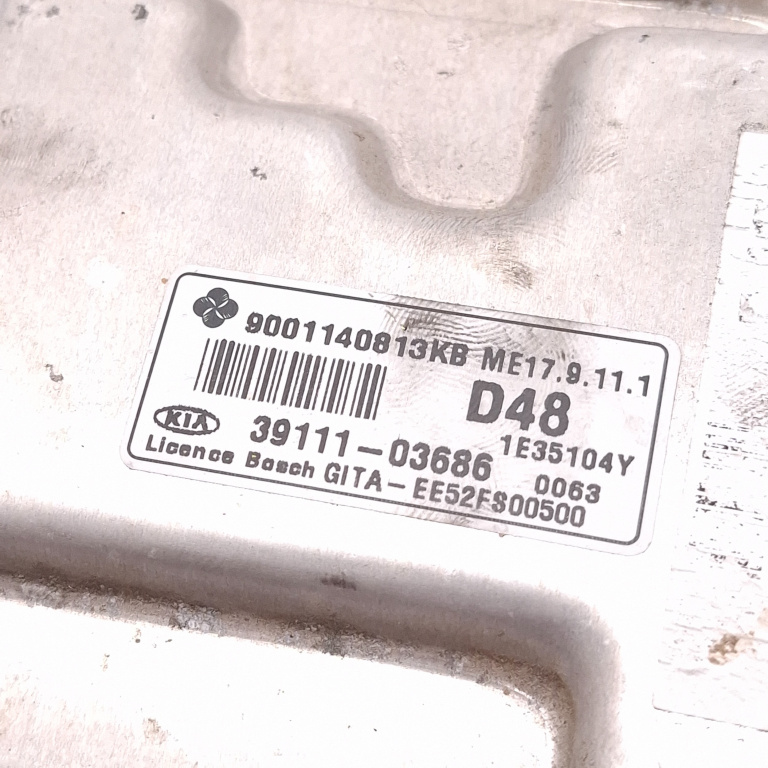 9001140813KB ME17.9.11.1
D48
KIA 39111-03686 1E35104Y
0063
Licence Bosch GITA-EE52FS00500